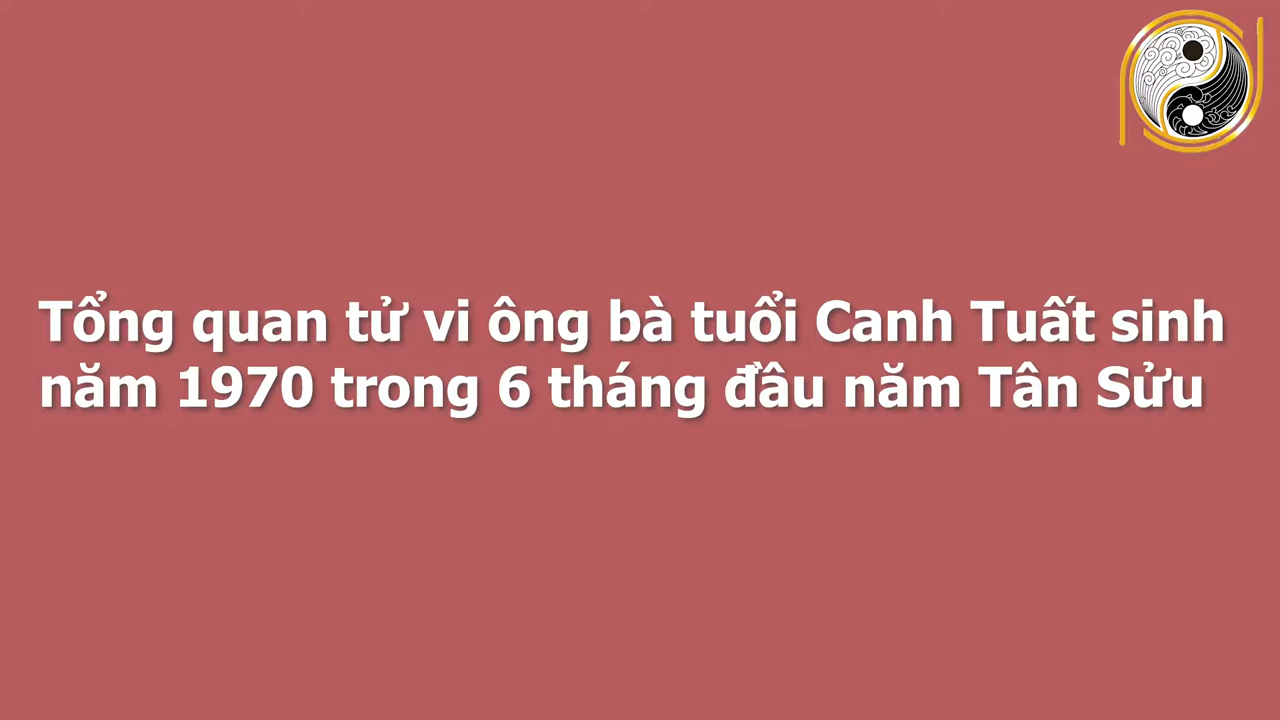 Tổng quan tử vi ông bà tuổi Canh Tuất sinh
năm 1970 trong 6 tháng đầu năm Tân Sửu